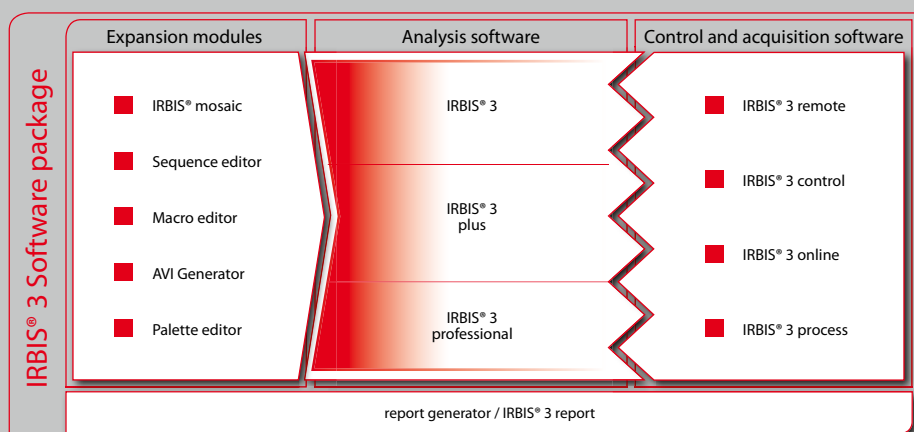 IRBIS® 3 Software package
Expansion modules
IRBIS® mosaic
Sequence editor
Macro editor
AVI Generator
Palette editor
Analysis software
IRBIS® 3
IRBIS® 3
plus
IRBIS® 3
professional
Control and acquisition software
IRBIS® 3 remote
IRBIS® 3 control
IRBIS® 3 online
IRBIS® 3 process
report generator / IRBIS® 3 report